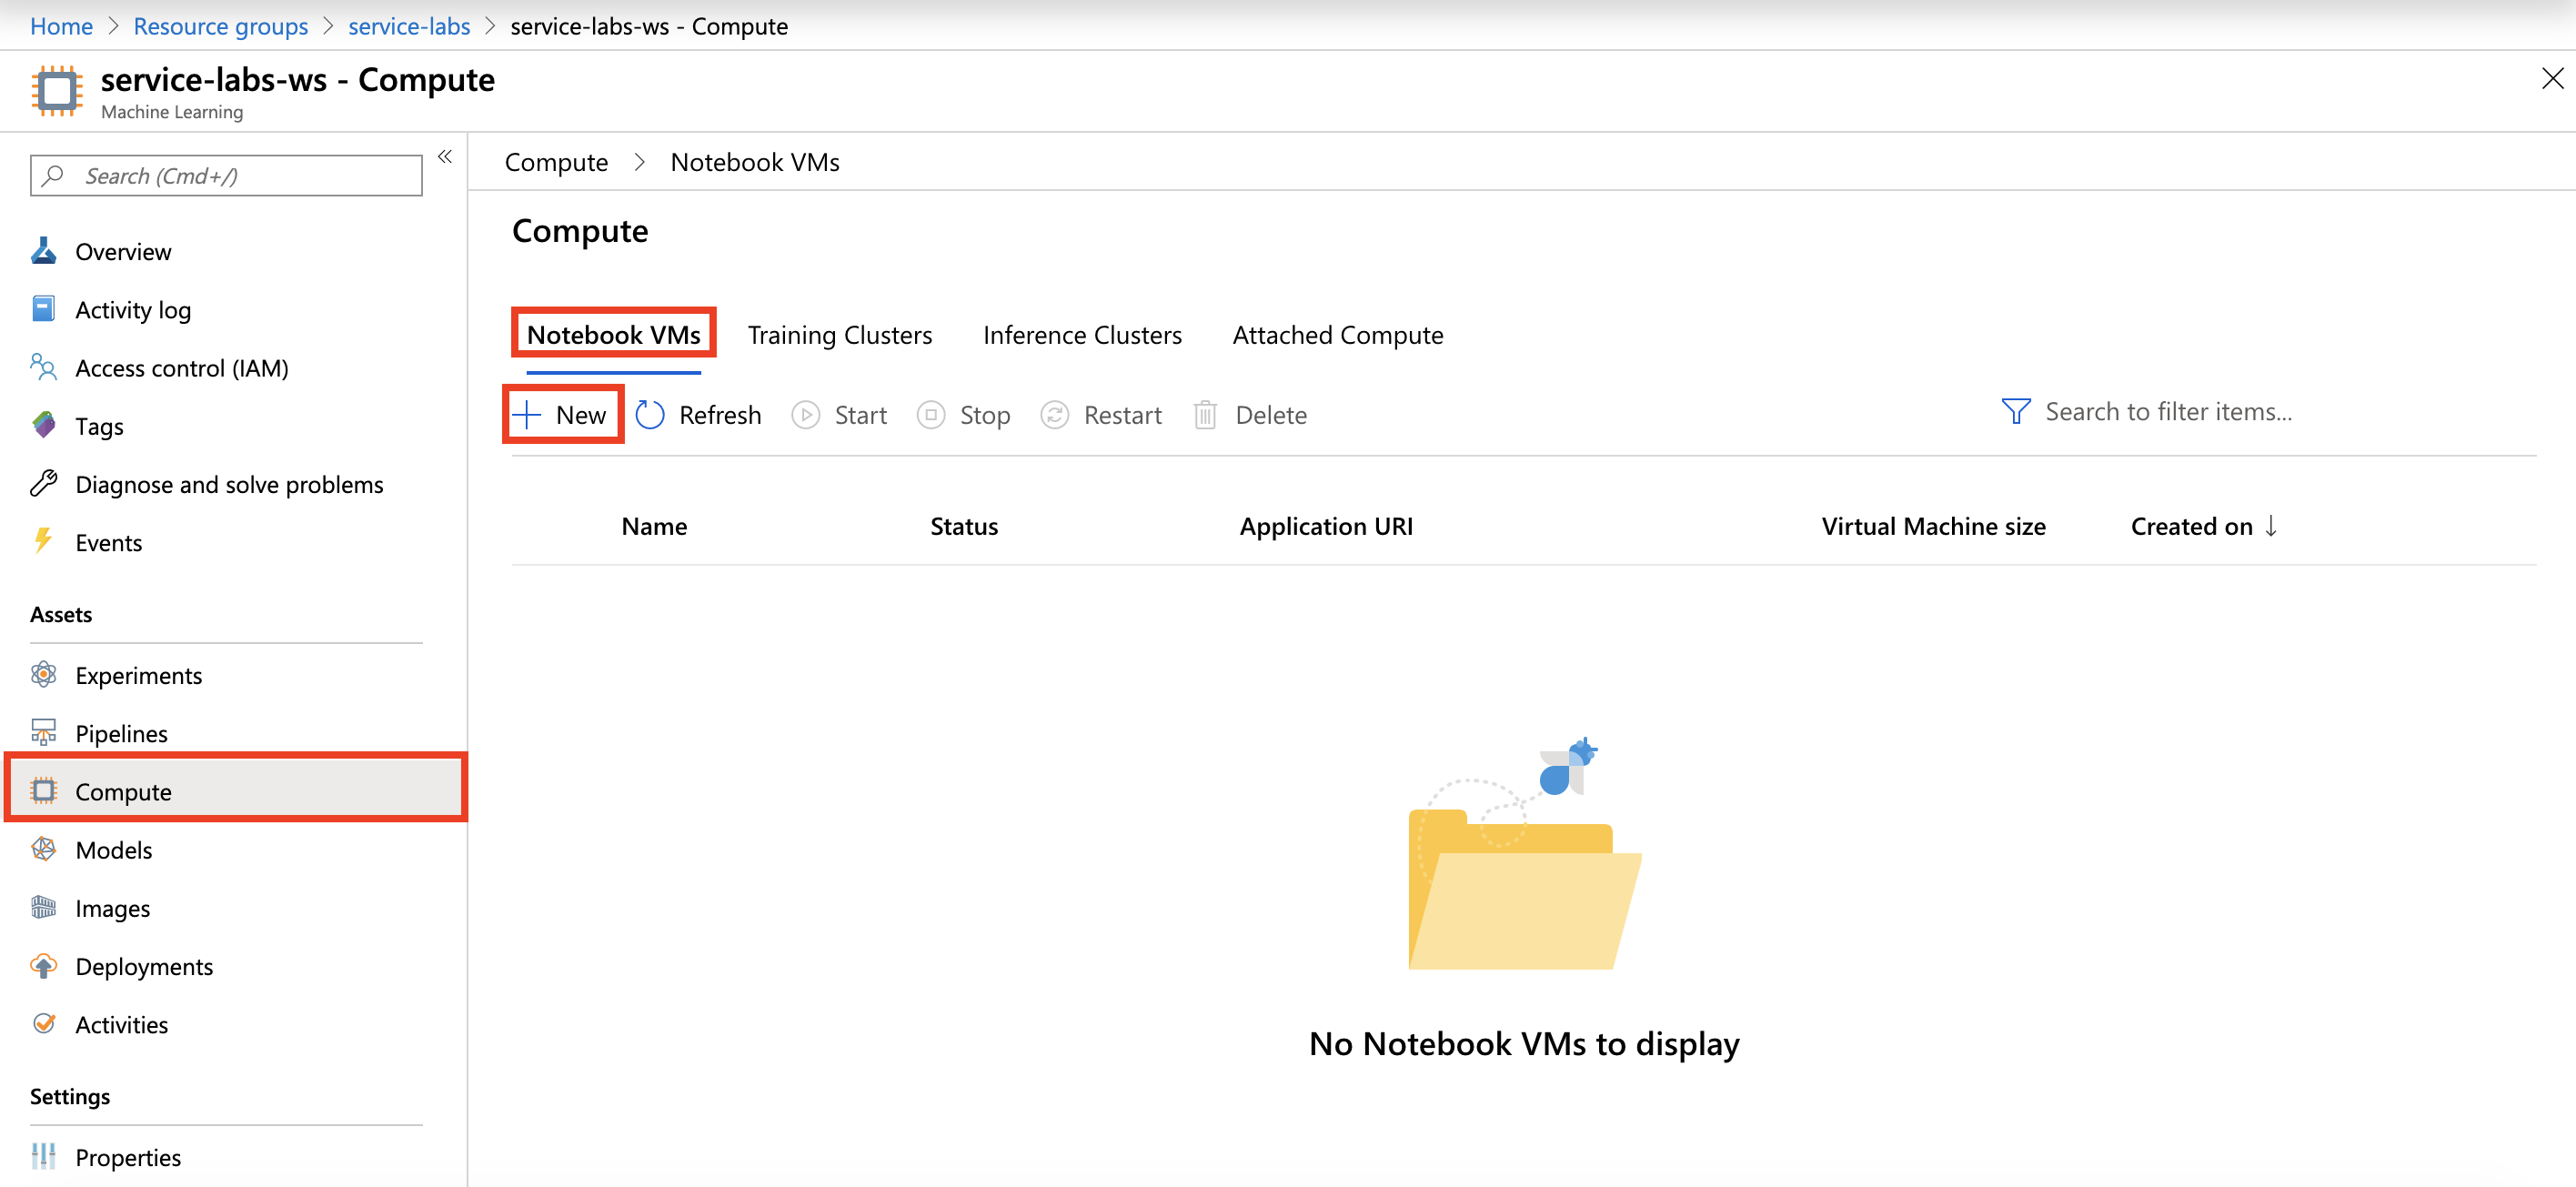 Home > Resource groups > service-labs > service-labs-ws - Compute
service-labs-ws - Compute
Machine Learning
Search (Cmd+/)
«
Overview
Activity log
Access control (IAM)
Tags
Diagnose and solve problems
Events
Assets
Experiments
Pipelines
Compute
Models
Images
Deployments
Activities
Settings
Properties
Compute > Notebook VMs
Compute
Notebook VMs Training Clusters Inference Clusters Attached Compute
New Refresh Start Stop Restart Delete Search to filter items...
Name Status Application URI Virtual Machine size Created on ↓
No Notebook VMs to display